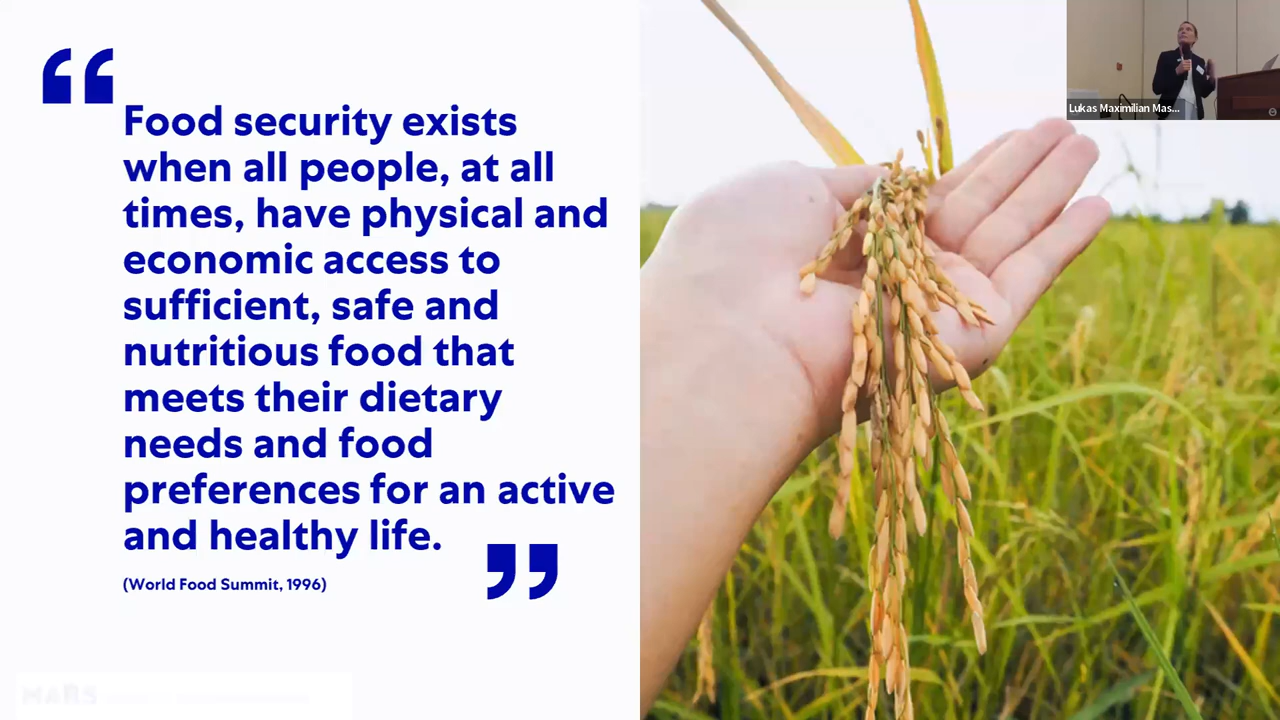 Food security exists
when all people, at all
times, have physical and
economic access to
sufficient, safe and
nutritious food that
meets their dietary
needs and food
preferences for an active
and healthy life.
(World Food Summit, 1996)
Lukas Maximilian Mas...
MARS